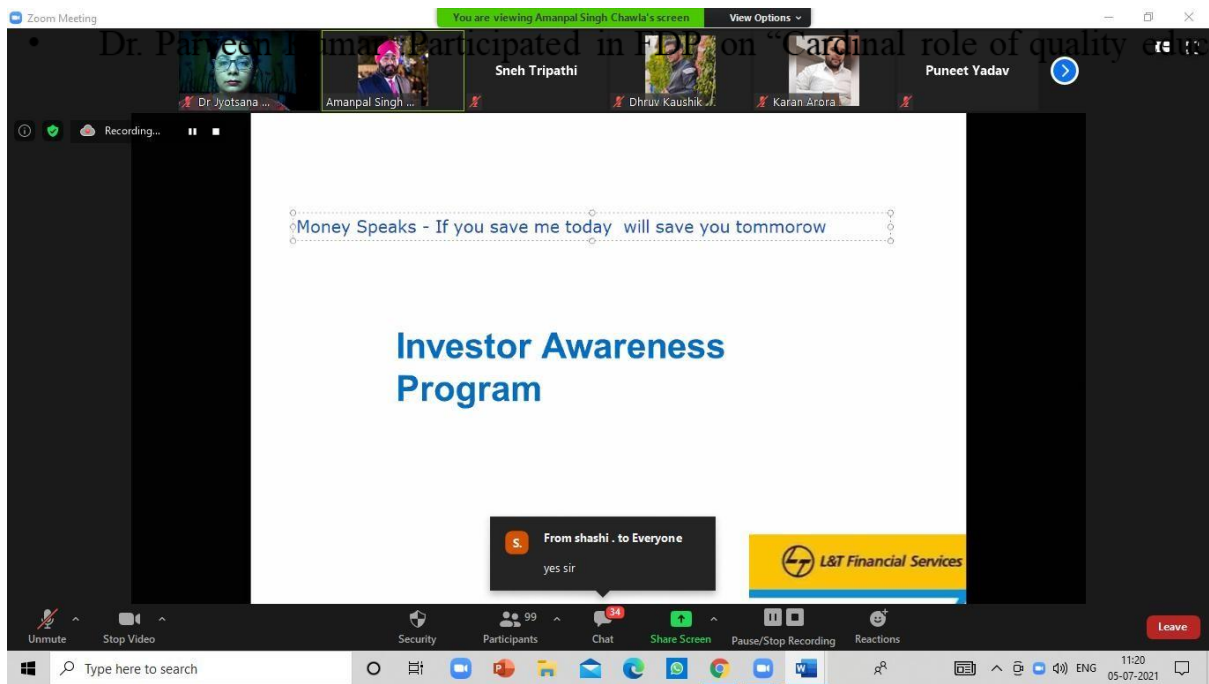 Zoom Meeting
You are viewing Amanpal Singh Chawla's screen
View Options
• Dr. Parveen Kumar Participated in FDP on “Cardinal role of quality educ
Dr Jyotsana ...
Amanpal Singh ...
Sneh Tripathi
Dhruv Kaushik
Karan Arora
Puneet Yadav
Recording...
Money Speaks - If you save me today will save you tommorow
Investor Awareness
Program
S.
From shashi . to Everyone
yes sir
L&T Financial Services
Unmute
Stop Video
Security
99
Participants
34
Chat
Share Screen
Pause/Stop Recording
Reactions
Leave
Type here to search
ENG
11:20
05-07-2021